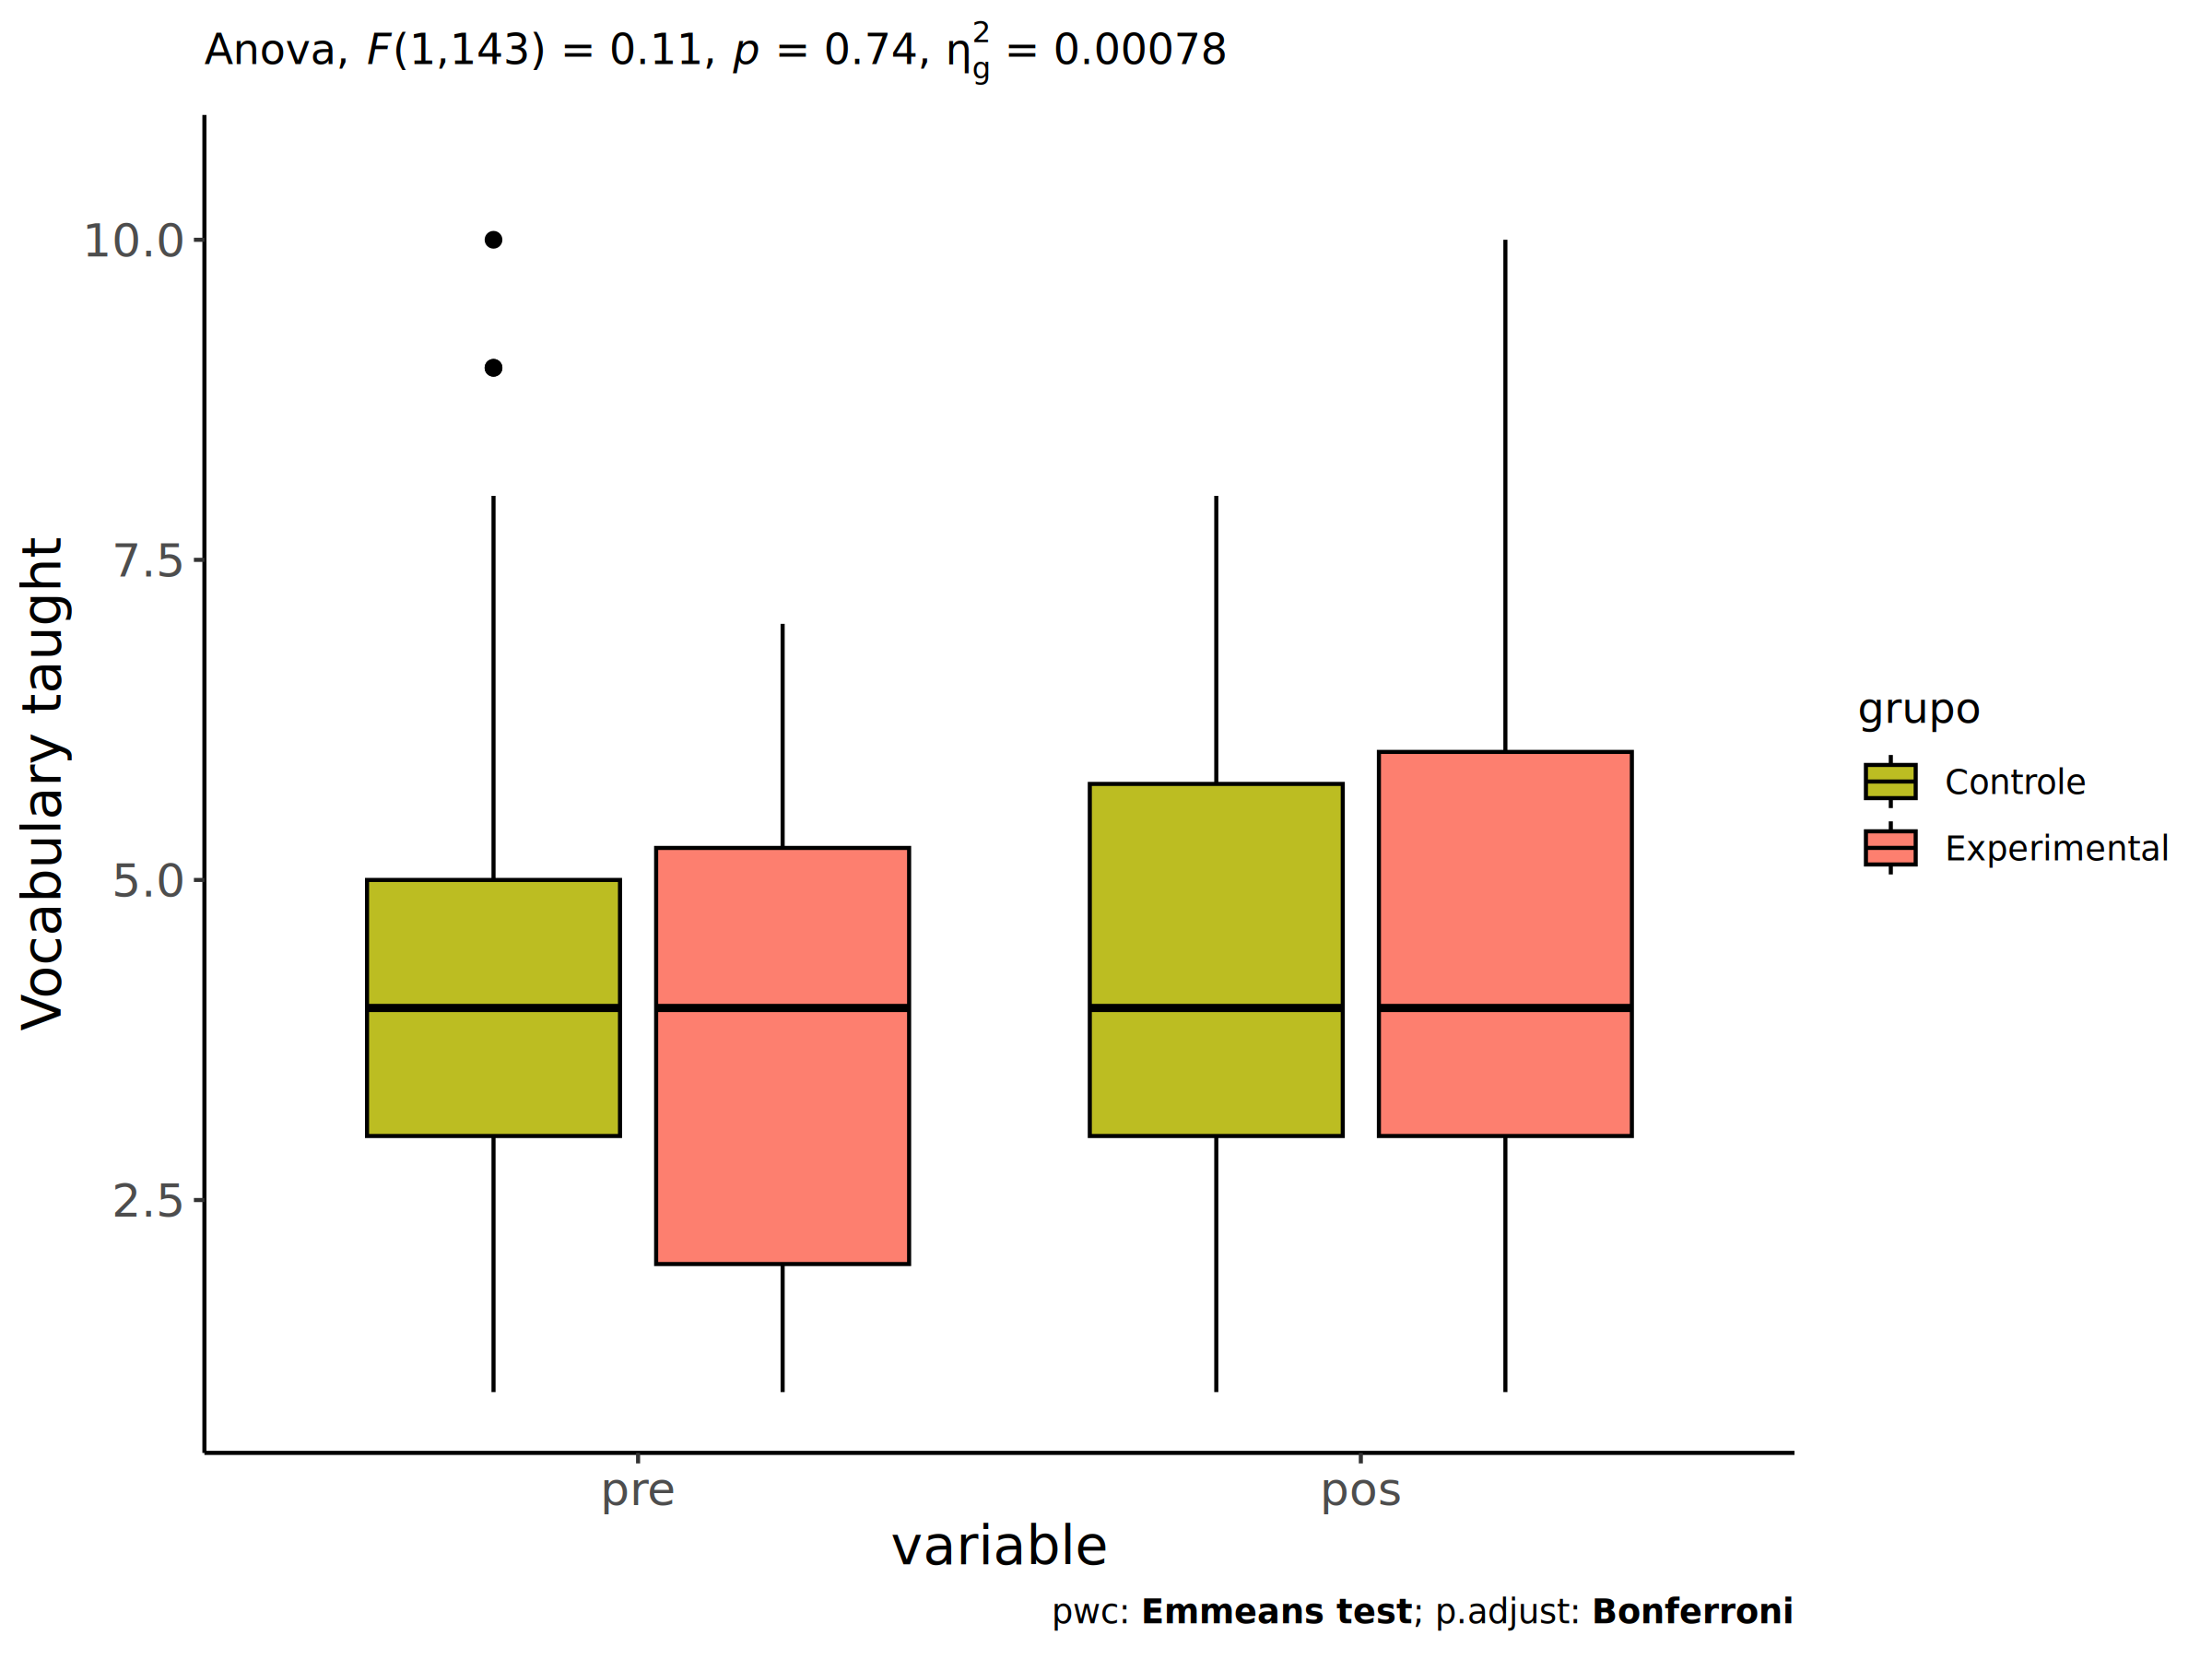 Anova, F(1,143) = 0.11, p = 0.74, η²g = 0.00078
Vocabulary taught
10.0
7.5
5.0
2.5
pre
pos
variable
grupo
Controle
Experimental
pwc: Emmeans test; p.adjust: Bonferroni